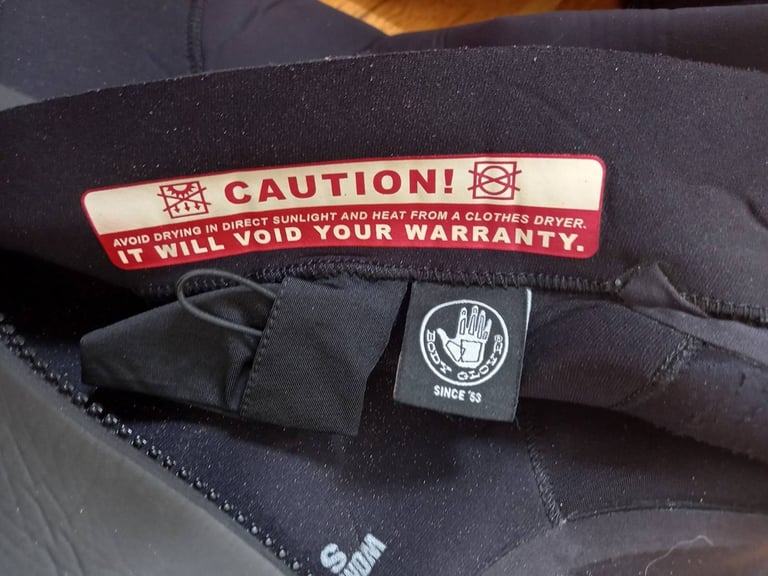 CAUTION!
AVOID DRYING IN DIRECT SUNLIGHT AND HEAT FROM A CLOTHES DRYER.
IT WILL VOID YOUR WARRANTY.
BODY GLOVE®
SINCE '53
S